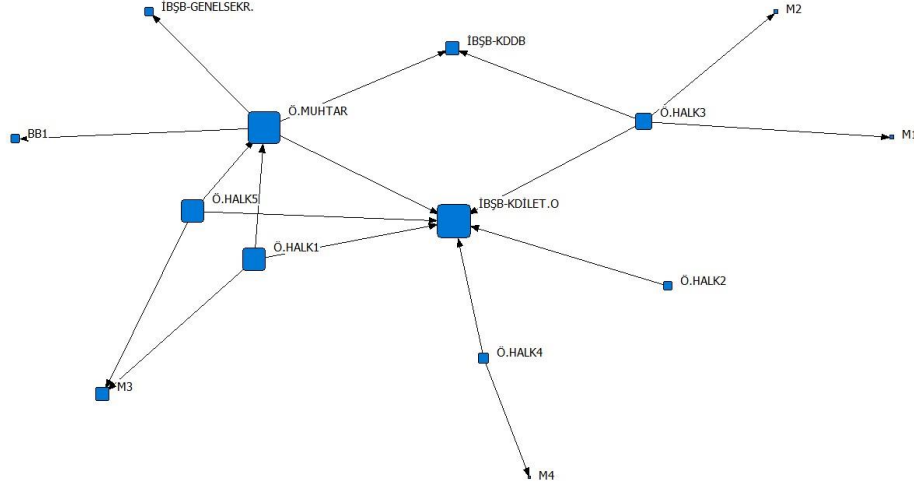 İBŞB-GENELSEKR.
M2
İBŞB-KDDB
Ö.MUHTAR
Ö.HALK3
BB1
M1
Ö.HALK5
İBŞB-KDİLET.O
Ö.HALK1
Ö.HALK2
Ö.HALK4
M3
M4